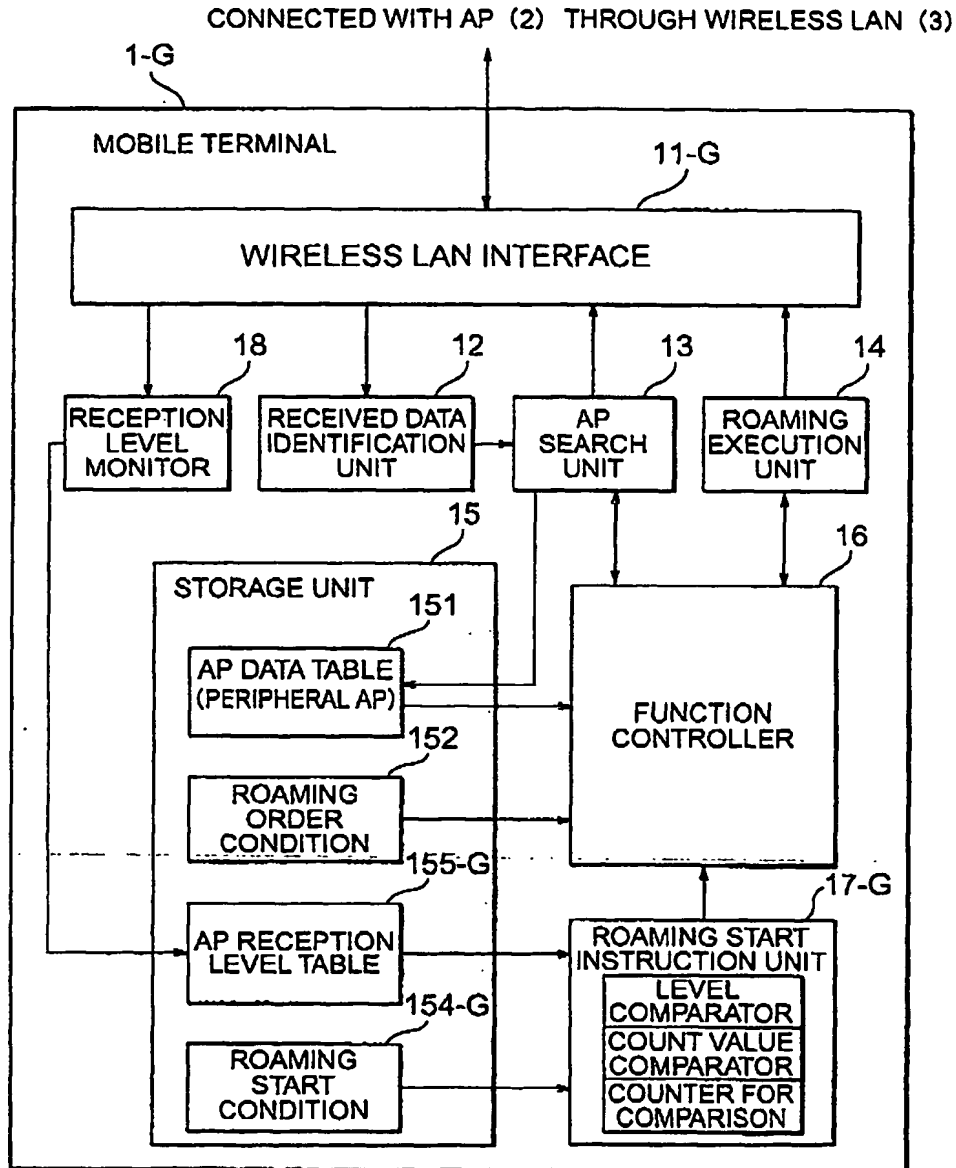 CONNECTED WITH AP (2) THROUGH WIRELESS LAN (3)
1-G
MOBILE TERMINAL
11-G
WIRELESS LAN INTERFACE
18
12
13
14
RECEPTION
LEVEL
MONITOR
RECEIVED DATA
IDENTIFICATION
UNIT
AP
SEARCH
UNIT
ROAMING
EXECUTION
UNIT
15
16
STORAGE UNIT
151
AP DATA TABLE
(PERIPHERAL AP)
FUNCTION
CONTROLLER
152
ROAMING
ORDER
CONDITION
155-G
17-G
AP RECEPTION
LEVEL TABLE
ROAMING START
INSTRUCTION UNIT
LEVEL
COMPARATOR
COUNT VALUE
COMPARATOR
COUNTER FOR
COMPARISON
154-G
ROAMING
START
CONDITION